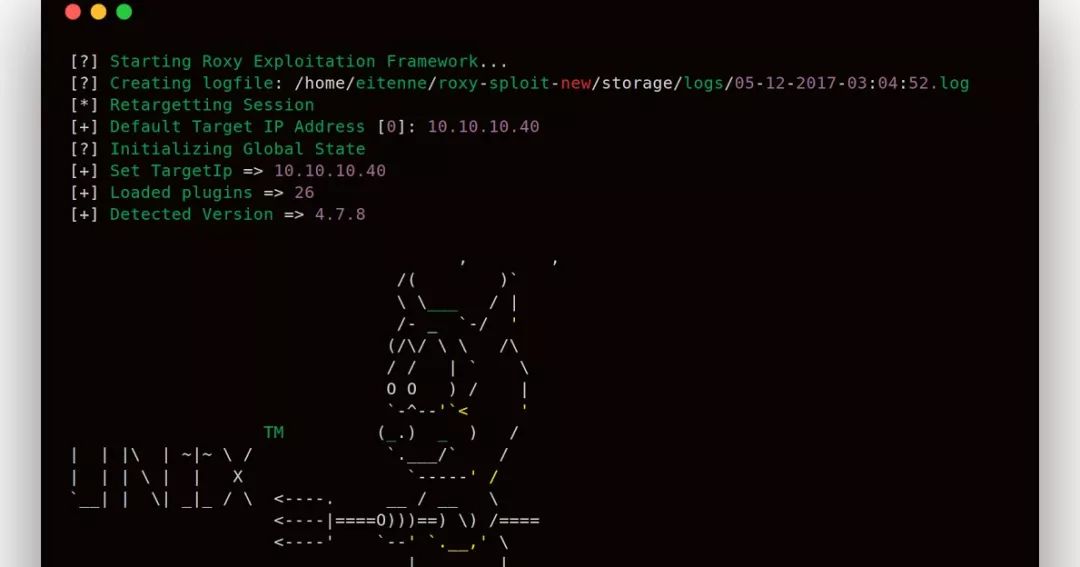 [?] Starting Roxy Exploitation Framework...
[?] Creating logfile: /home/eitenne/roxy-sploit-new/storage/logs/05-12-2017-03:04:52.log
[*] Retargetting Session
[+] Default Target IP Address [0]: 10.10.10.40
[?] Initializing Global State
[+] Set TargetIp => 10.10.10.40
[+] Loaded plugins => 26
[+] Detected Version => 4.7.8
TM
UNIX